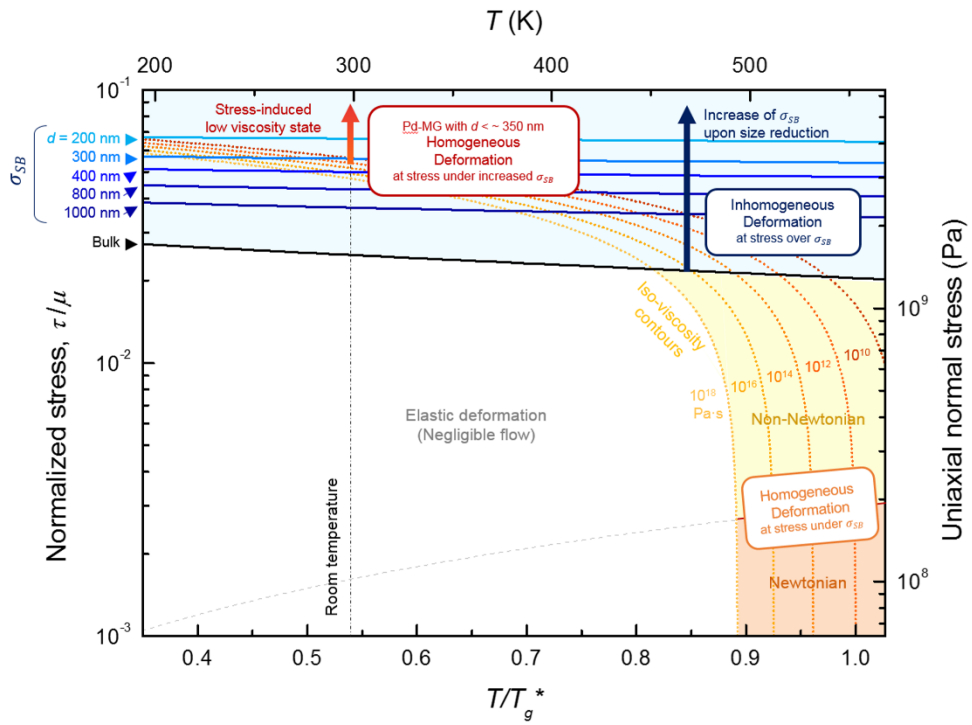 T (K)
200
300
400
500
10⁻¹
10⁻²
10⁻³
Normalized stress, τ/μ
σSB
d = 200 nm
300 nm
400 nm
800 nm
1000 nm
Bulk
Stress-induced
low viscosity state
Pd-MG with d < ~ 350 nm
Homogeneous
Deformation
at stress under increased σSB
Increase of σSB
upon size reduction
Inhomogeneous
Deformation
at stress over σSB
Iso-viscosity
contours
10¹⁸
Pa·s
10¹⁶
10¹⁴
10¹²
10¹⁰
Non-Newtonian
Elastic deformation
(Negligible flow)
Room temperature
Homogeneous
Deformation
at stress under σSB
Newtonian
10⁹
10⁸
Uniaxial normal stress (Pa)
0.4
0.5
0.6
0.7
0.8
0.9
1.0
T/Tg*